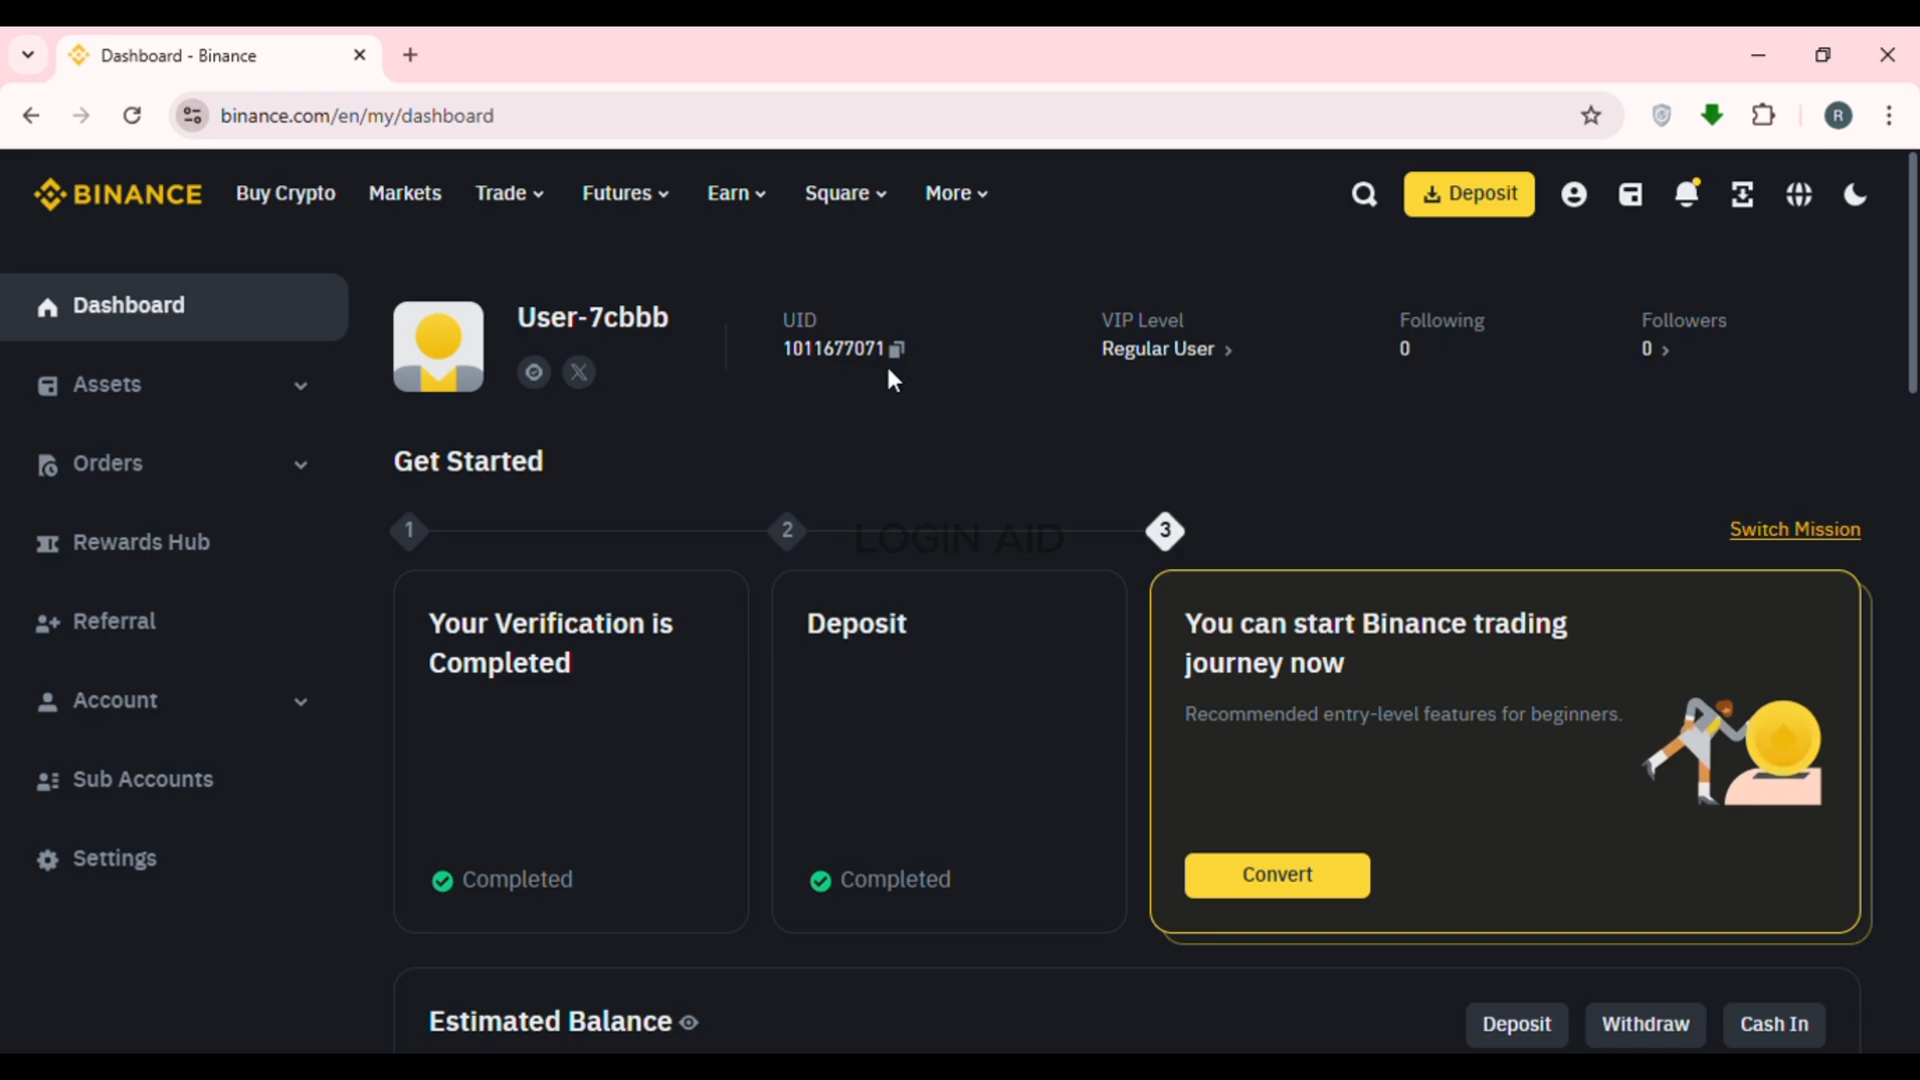 Dashboard - Binance
binance.com/en/my/dashboard
R
BINANCE
Buy Crypto
Markets
Trade
Futures
Earn
Square
More
Deposit
Dashboard
Assets
Orders
Rewards Hub
Referral
Account
Sub Accounts
Settings
User-7cbbb
UID
1011677071
VIP Level
Regular User
Following
0
Followers
0
Get Started
1
2
LOGIN AID
3
Switch Mission
Your Verification is
Completed
Completed
Deposit
Completed
You can start Binance trading
journey now
Recommended entry-level features for beginners.
Convert
Estimated Balance
Deposit
Withdraw
Cash In